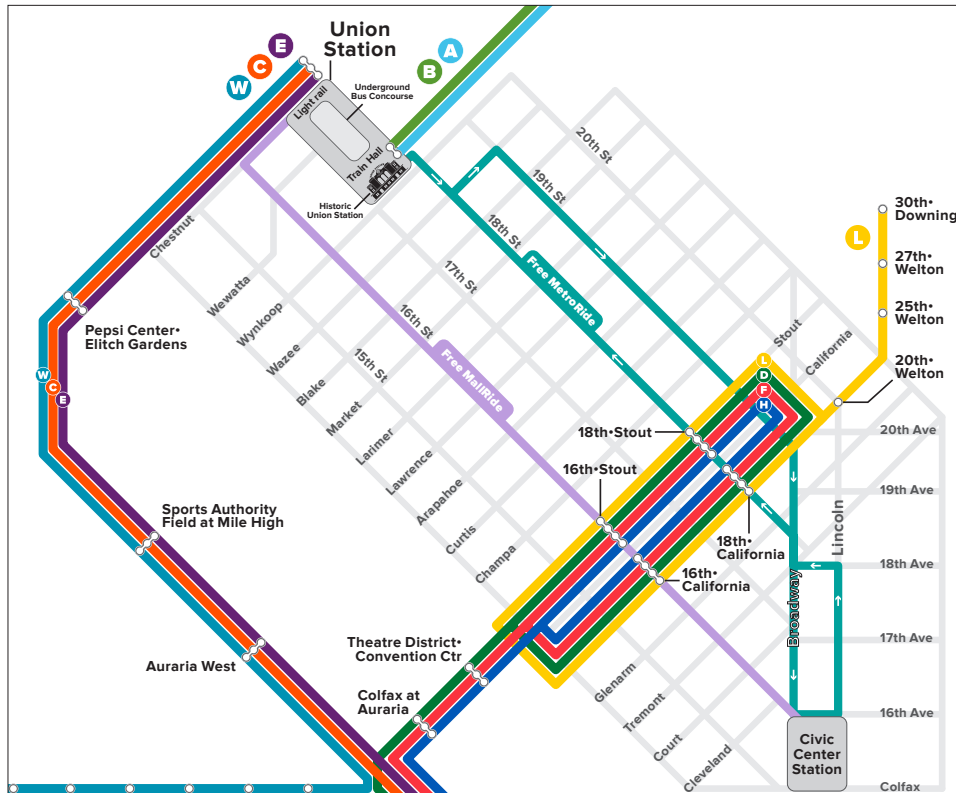 Union
Station
E
C
W
A
B
Underground
Bus Concourse
Light rail
Train Hall
Historic
Union Station
20th St
19th St
18th St
17th St
16th St
15th St
Free MetroRide
Free MallRide
Chestnut
Wewatta
Wynkoop
Wazee
Blake
Market
Larimer
Lawrence
Arapahoe
Curtis
Champa
Stout
California
Glenarm
Tremont
Court
Cleveland
L
30th•
Downing
27th•
Welton
25th•
Welton
20th•
Welton
Pepsi Center•
Elitch Gardens
W
C
E
L
D
F
H
18th•Stout
16th•Stout
18th•
California
16th•
California
Sports Authority
Field at Mile High
Auraria West
Theatre District•
Convention Ctr
Colfax at
Auraria
20th Ave
19th Ave
18th Ave
17th Ave
16th Ave
Colfax
Lincoln
Broadway
Civic
Center
Station